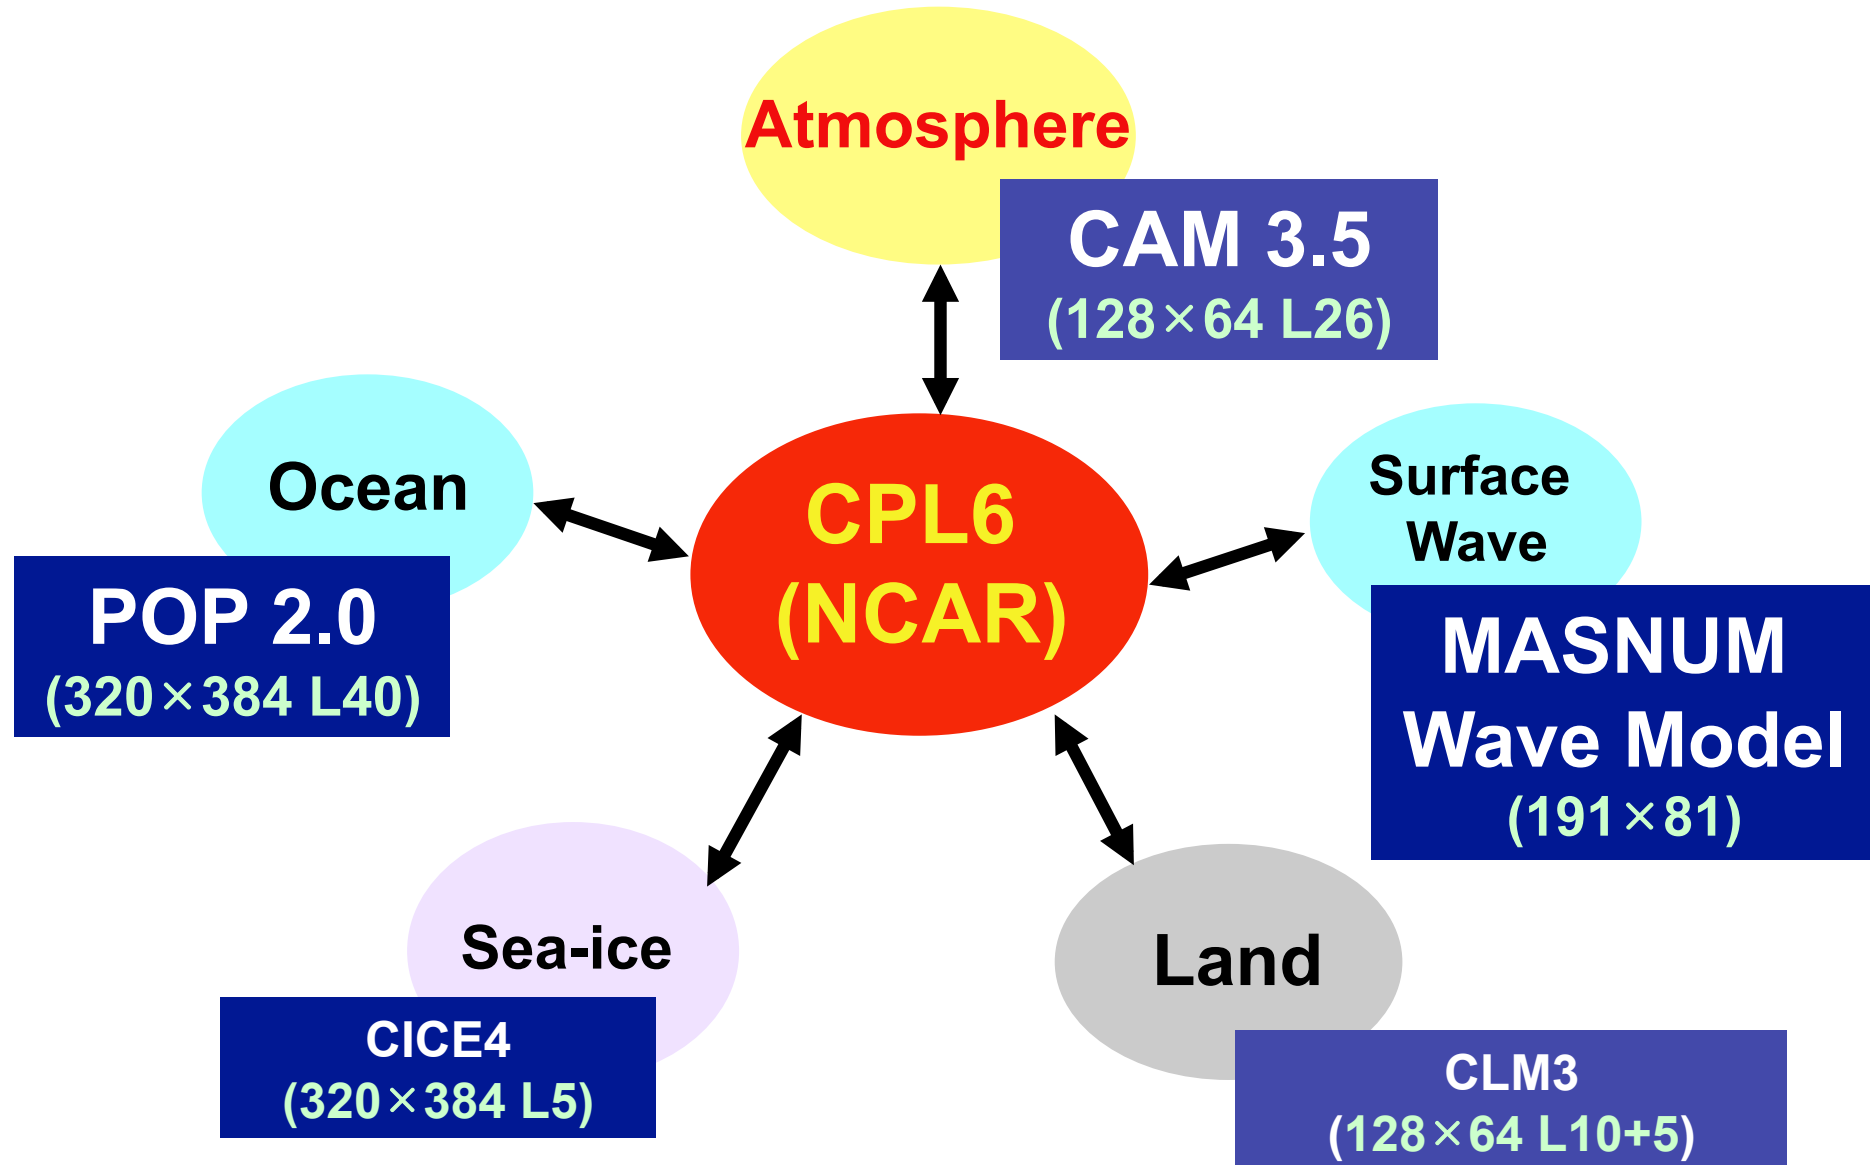 Atmosphere
CAM 3.5
(128×64 L26)
Ocean
POP 2.0
(320×384 L40)
CPL6
(NCAR)
Surface
Wave
MASNUM
Wave Model
(191×81)
Sea-ice
CICE4
(320×384 L5)
Land
CLM3
(128×64 L10+5)